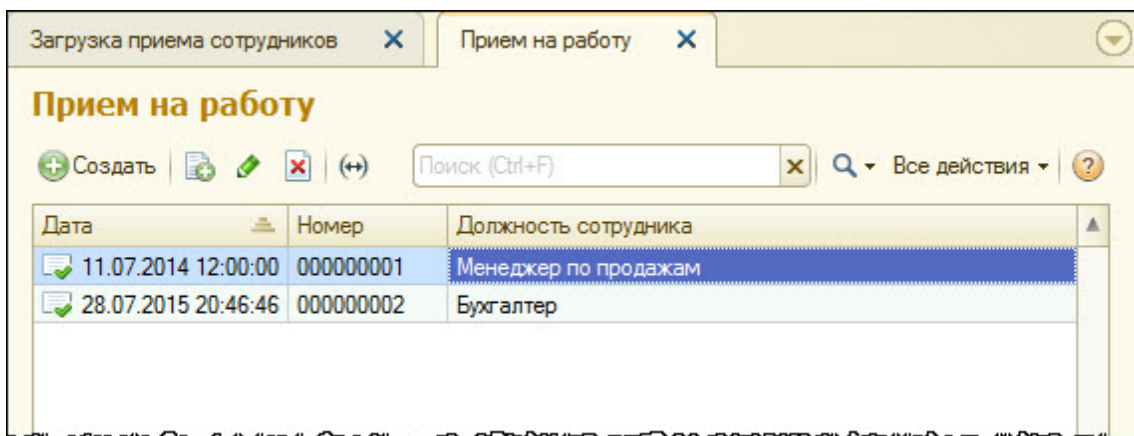 Загрузка приема сотрудников Прием на работу
Прием на работу
Создать Поиск (Ctrl+F) Все действия ?
Дата Номер Должность сотрудника
11.07.2014 12:00:00 000000001 Менеджер по продажам
28.07.2015 20:46:46 000000002 Бухгалтер